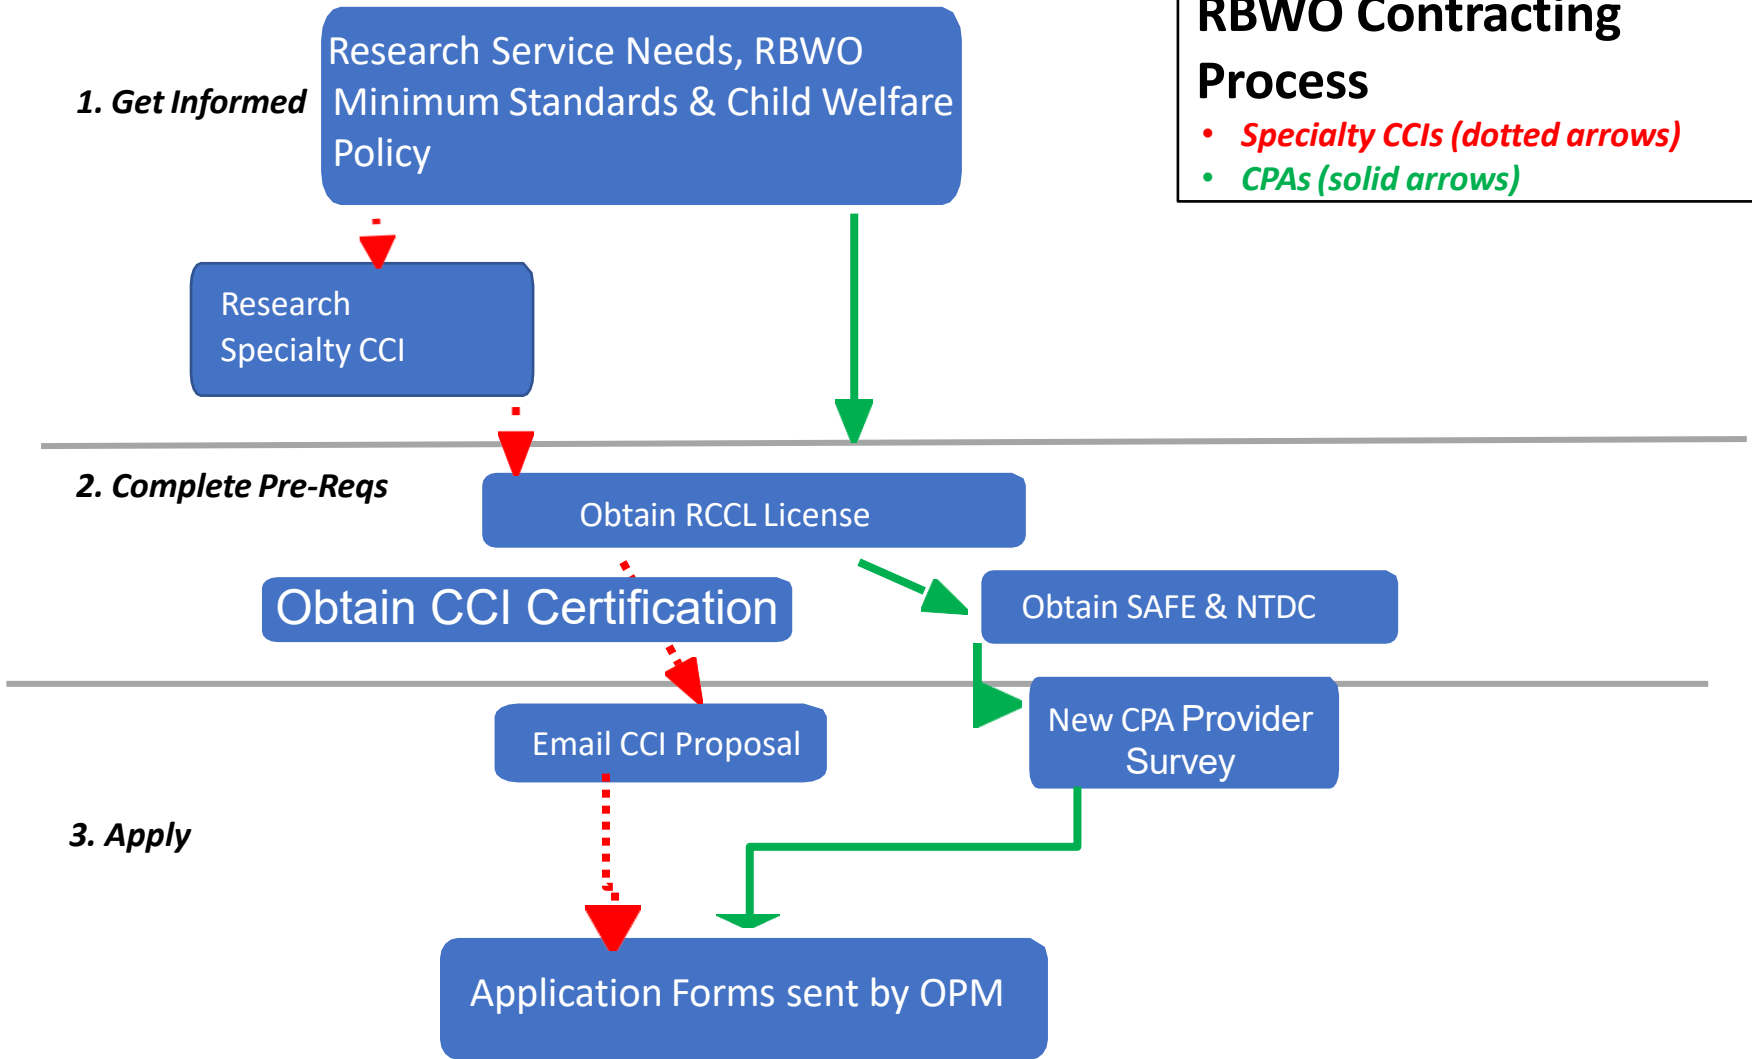 RBWO Contracting
Process
• Specialty CCIs (dotted arrows)
• CPAs (solid arrows)
1. Get Informed
Research Service Needs, RBWO
Minimum Standards & Child Welfare
Policy
Research
Specialty CCI
2. Complete Pre-Reqs
Obtain RCCL License
Obtain CCI Certification
Obtain SAFE & NTDC
Email CCI Proposal
New CPA Provider
Survey
3. Apply
Application Forms sent by OPM